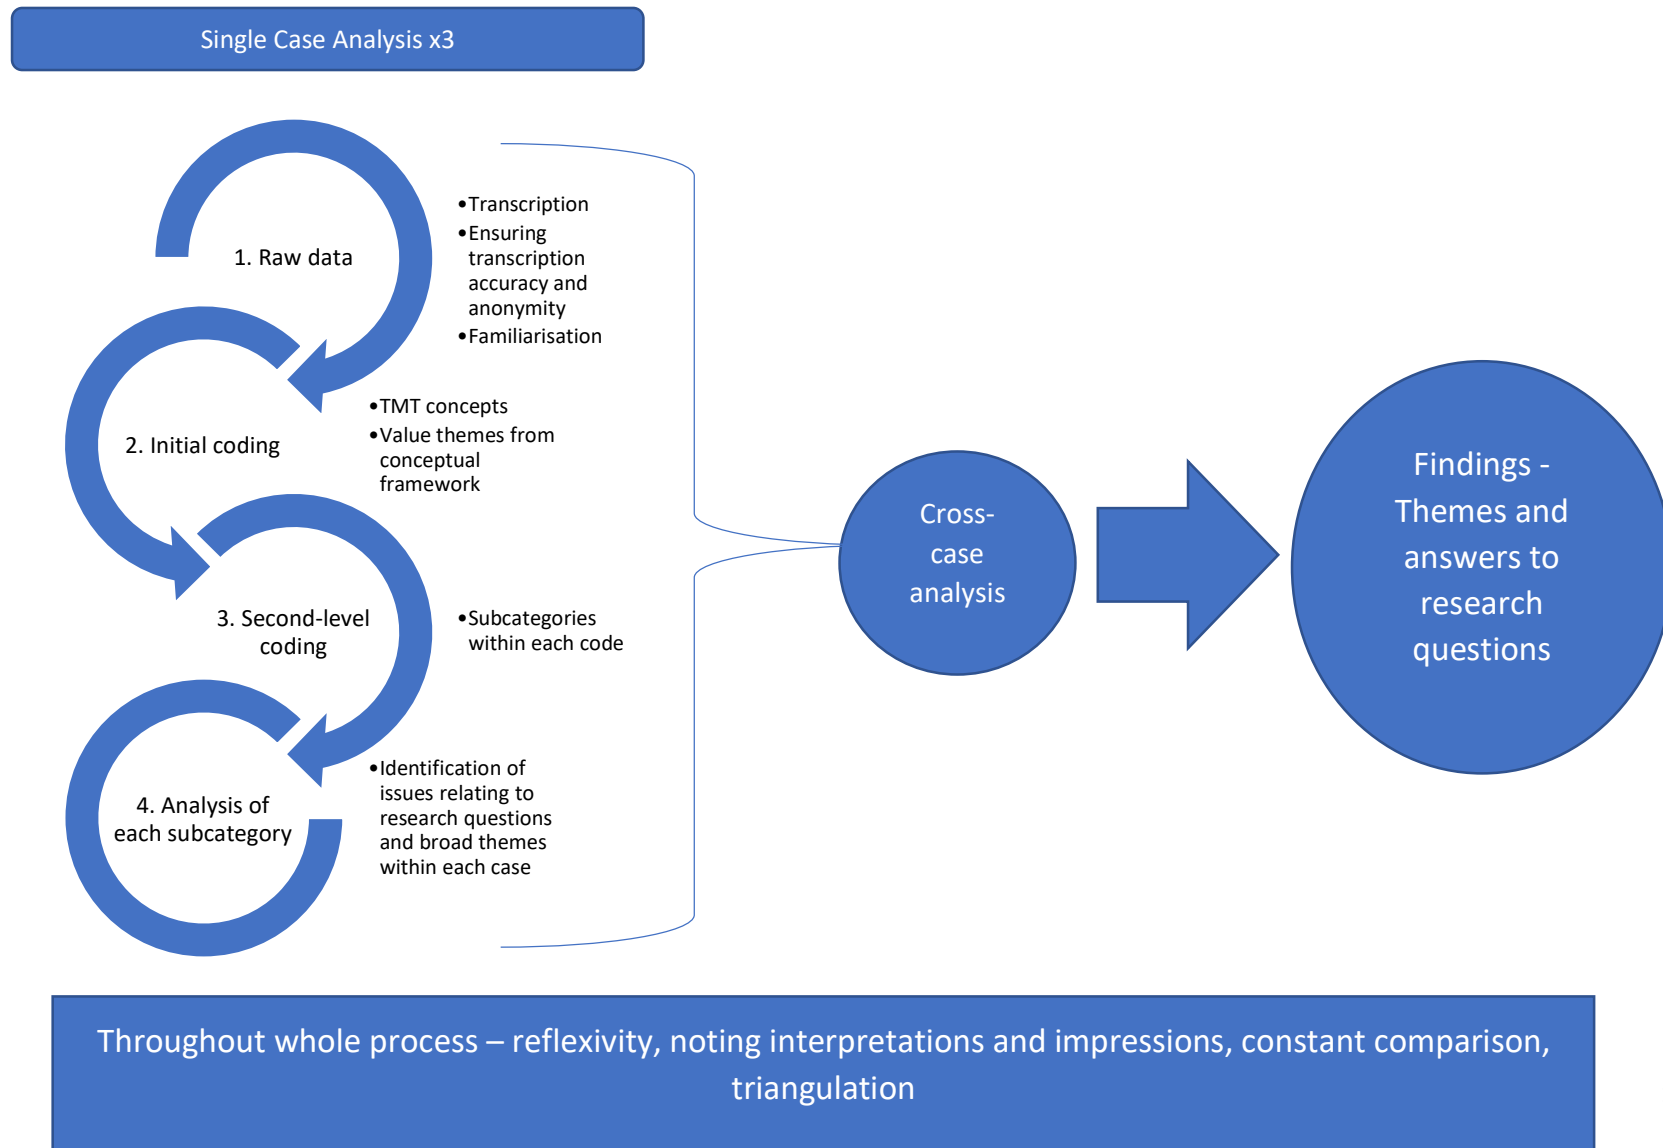 Single Case Analysis x3
1. Raw data
•Transcription
•Ensuring
transcription
accuracy and
anonymity
•Familiarisation
2. Initial coding
•TMT concepts
•Value themes from
conceptual
framework
3. Second-level
coding
•Subcategories
within each code
4. Analysis of
each subcategory
•Identification of
issues relating to
research questions
and broad themes
within each case
Cross-
case
analysis
Findings -
Themes and
answers to
research
questions
Throughout whole process – reflexivity, noting interpretations and impressions, constant comparison,
triangulation